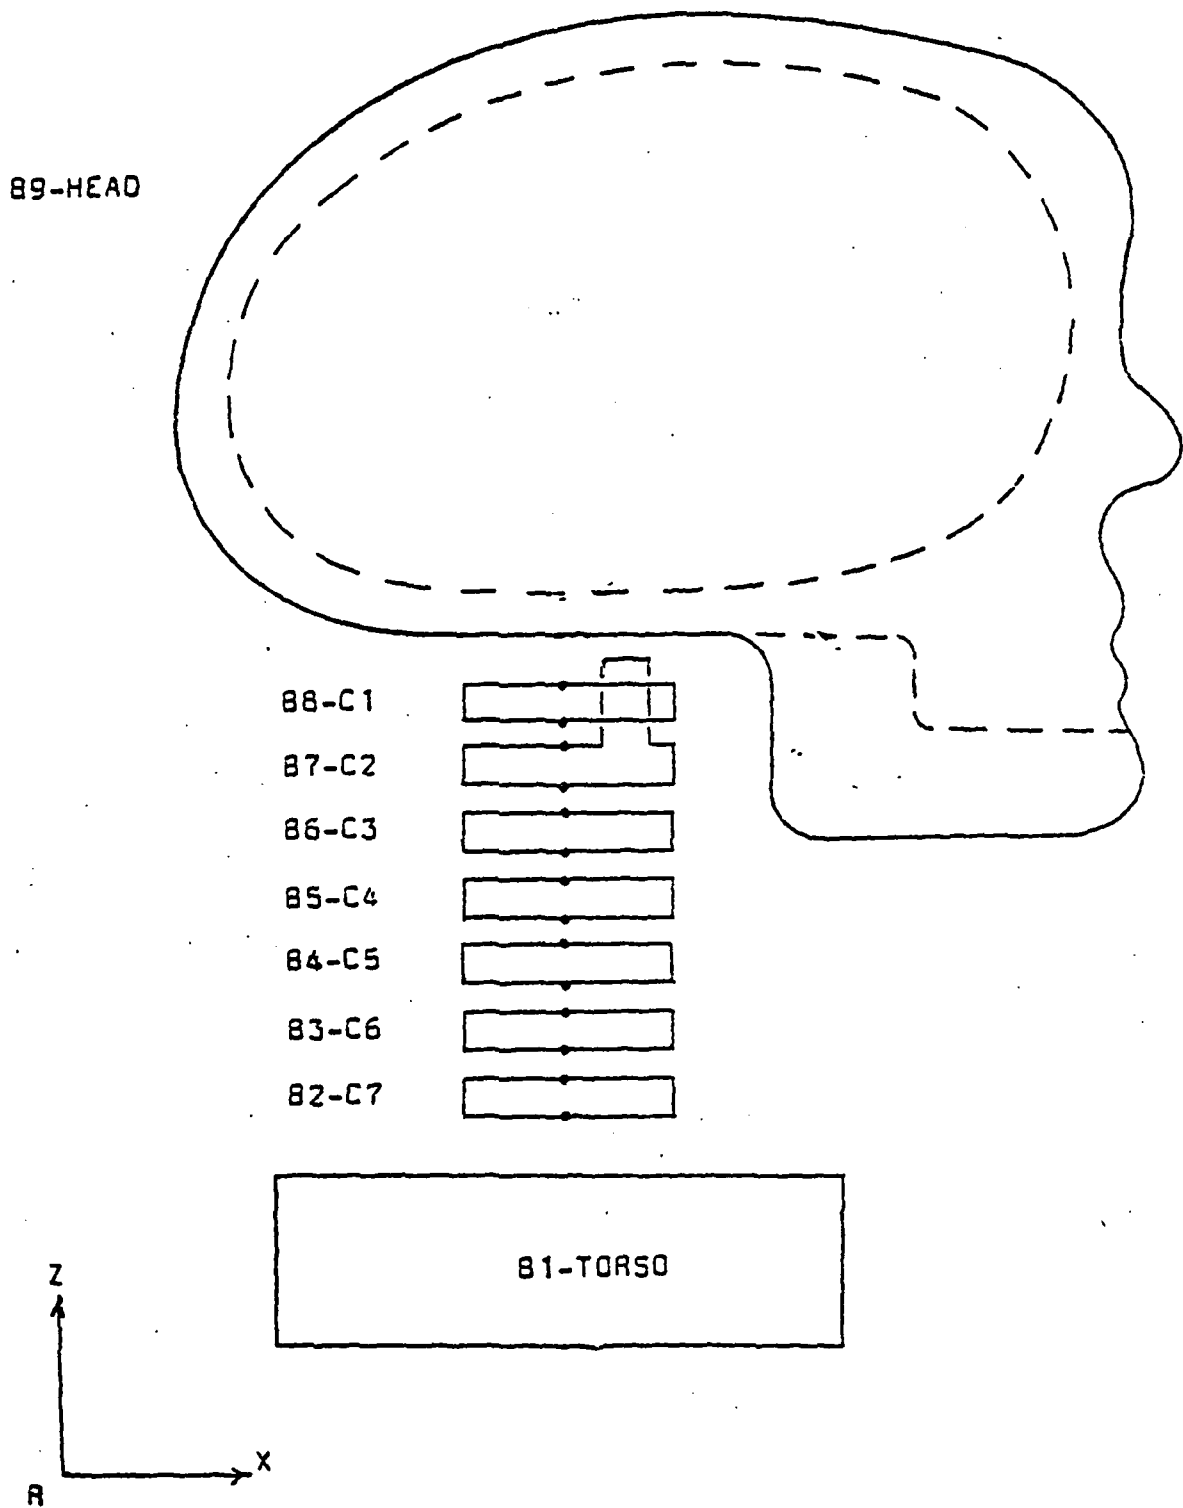 B9-HEAD
B8-C1
B7-C2
B6-C3
B5-C4
B4-C5
B3-C6
B2-C7
B1-TORSO
Z
X
R